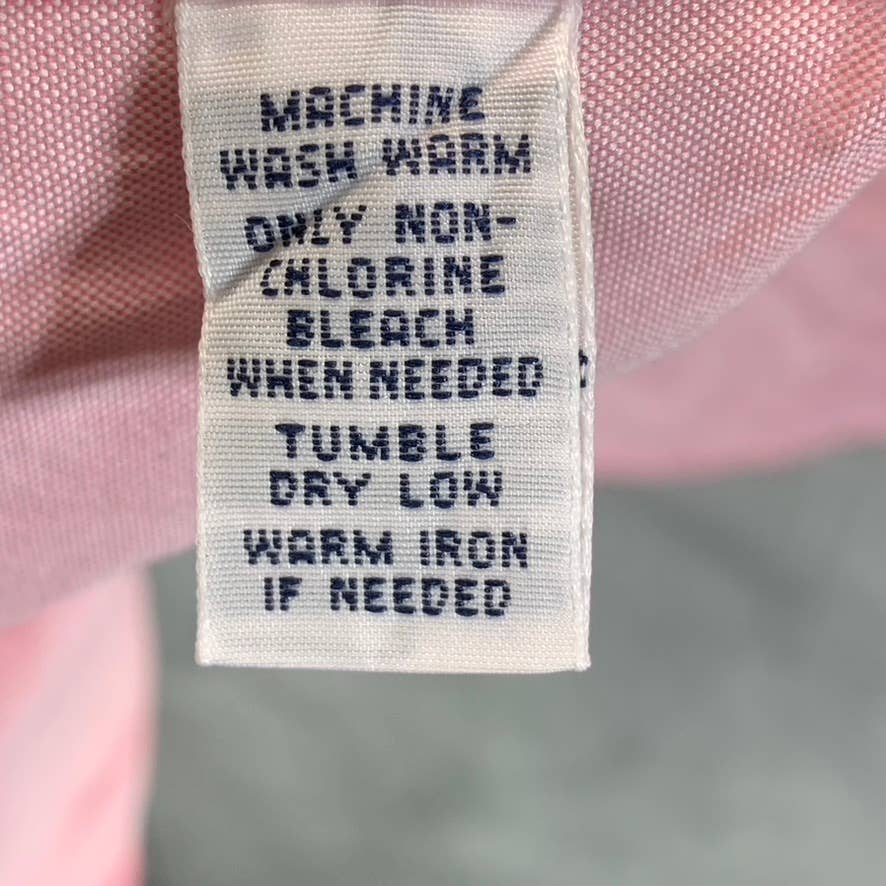 MACHINE
WASH WARM
ONLY NON-
CHLORINE
BLEACH
WHEN NEEDED
TUMBLE
DRY LOW
WARM IRON
IF NEEDED